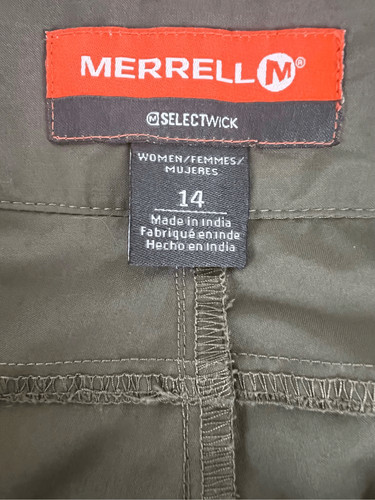 MERRELL M®
M SELECTWICK
WOMEN/FEMMES/
MUJERES
14
Made in India
Fabriqué en inde
Hecho en India